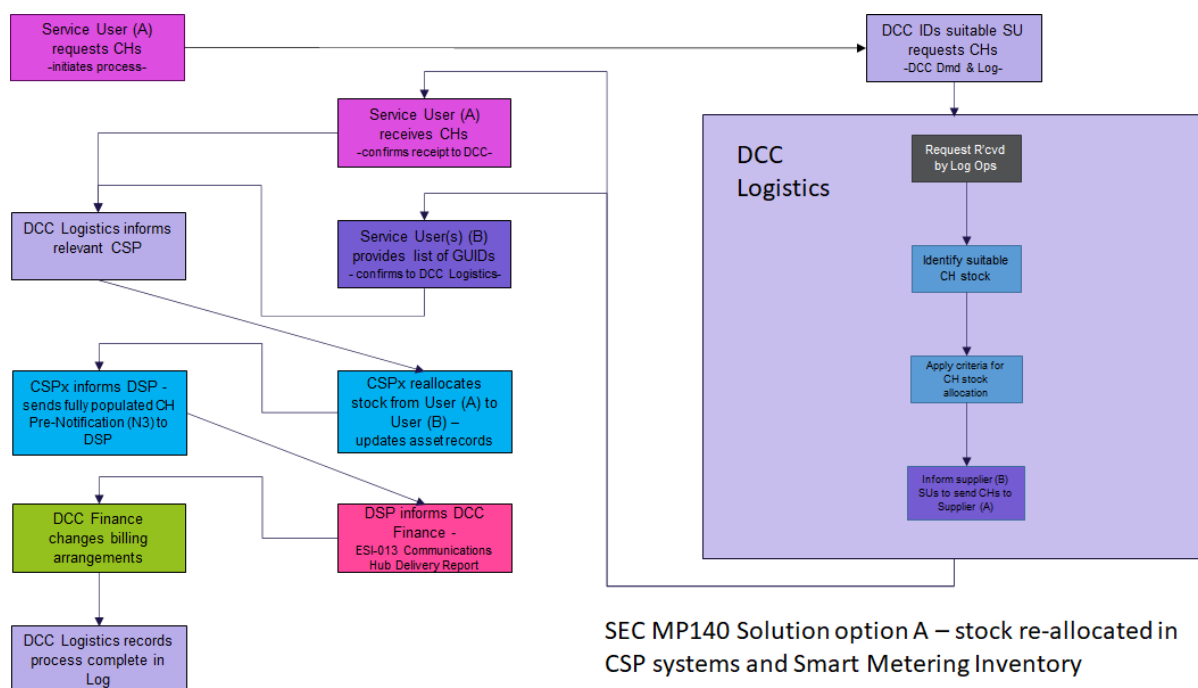 Service User (A)
requests CHs
-initiates process-
DCC IDs suitable SU
requests CHs
-DCC Dmd & Log-
Service User (A)
receives CHs
-confirms receipt to DCC-
DCC
Logistics
Request R'cvd
by Log Ops
DCC Logistics informs
relevant CSP
Service User(s) (B)
provides list of GUIDs
- confirms to DCC Logistics-
Identify suitable
CH stock
CSPx informs DSP -
sends fully populated CH
Pre-Notification (N3) to
DSP
CSPx reallocates
stock from User (A) to
User (B) –
updates asset records
Apply criteria for
CH stock
allocation
Inform supplier (B)
SUs to send CHs to
Supplier (A)
DCC Finance
changes billing
arrangements
DSP informs DCC
Finance -
ESI-013 Communications
Hub Delivery Report
DCC Logistics records
process complete in
Log
SEC MP140 Solution option A – stock re-allocated in
CSP systems and Smart Metering Inventory